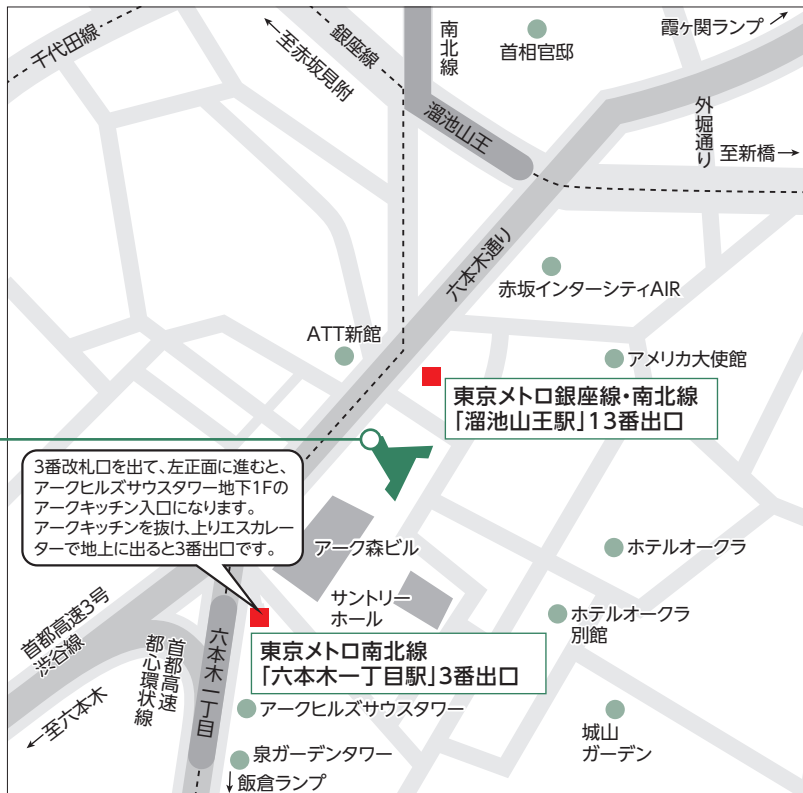 千代田線
←至赤坂見附
銀座線
南北線
首相官邸
霞ヶ関ランプ↗
溜池山王
外堀通り
至新橋→
六本木通り
赤坂インターシティAIR
ATT新館
アメリカ大使館
東京メトロ銀座線・南北線
「溜池山王駅」13番出口
3番改札口を出て、左正面に進むと、
アークヒルズサウスタワー地下1Fの
アークキッチン入口になります。
アークキッチンを抜け、上りエスカレー
ターで地上に出ると3番出口です。
アーク森ビル
ホテルオークラ
サントリー
ホール
ホテルオークラ
別館
首都高速3号
渋谷線
←至六本木
首都高速
都心環状線
六本木一丁目
東京メトロ南北線
「六本木一丁目駅」3番出口
アークヒルズサウスタワー
城山
ガーデン
泉ガーデンタワー
↓飯倉ランプ